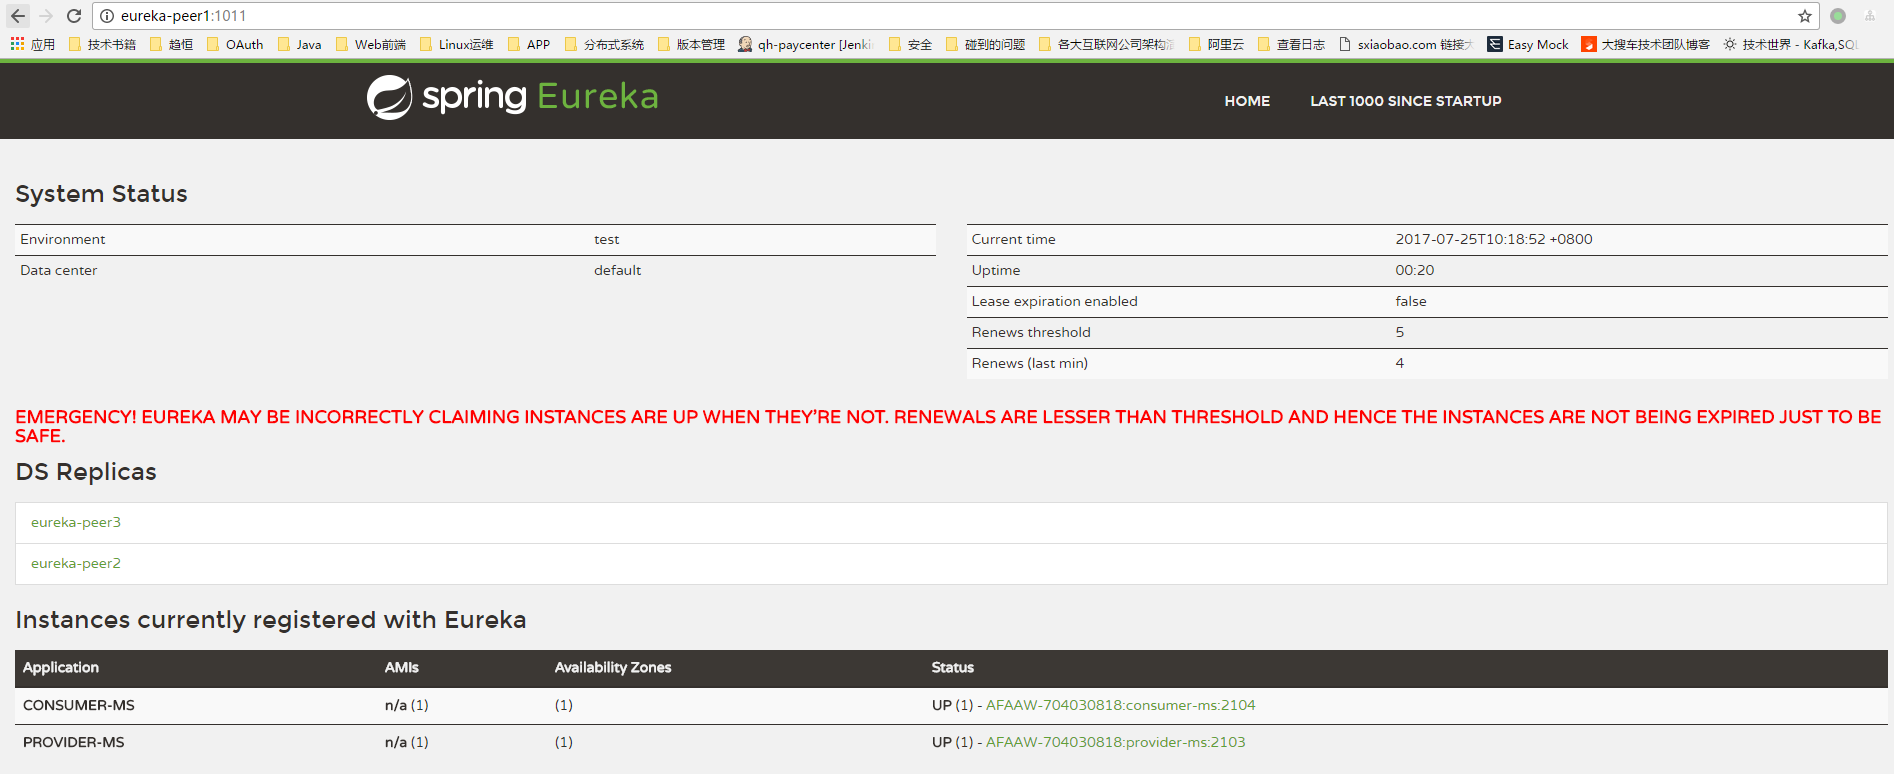 eureka-peer1:1011
应用 技术书籍 趋恒 OAuth Java Web前端 Linux运维 APP 分布式系统 版本管理 qh-paycenter [Jenki 安全 碰到的问题 各大互联网公司架构 阿里云 查看日志 sxiaobao.com 链接 Easy Mock 大搜车技术团队博客 技术世界 - Kafka,SQL
spring Eureka
HOME LAST 1000 SINCE STARTUP
System Status
Environment test
Data center default
Current time 2017-07-25T10:18:52 +0800
Uptime 00:20
Lease expiration enabled false
Renews threshold 5
Renews (last min) 4
EMERGENCY! EUREKA MAY BE INCORRECTLY CLAIMING INSTANCES ARE UP WHEN THEY'RE NOT. RENEWALS ARE LESSER THAN THRESHOLD AND HENCE THE INSTANCES ARE NOT BEING EXPIRED JUST TO BE
SAFE.
DS Replicas
eureka-peer3
eureka-peer2
Instances currently registered with Eureka
Application AMIs Availability Zones Status
CONSUMER-MS n/a (1) (1) UP (1) - AFAAW-704030818:consumer-ms:2104
PROVIDER-MS n/a (1) (1) UP (1) - AFAAW-704030818:provider-ms:2103